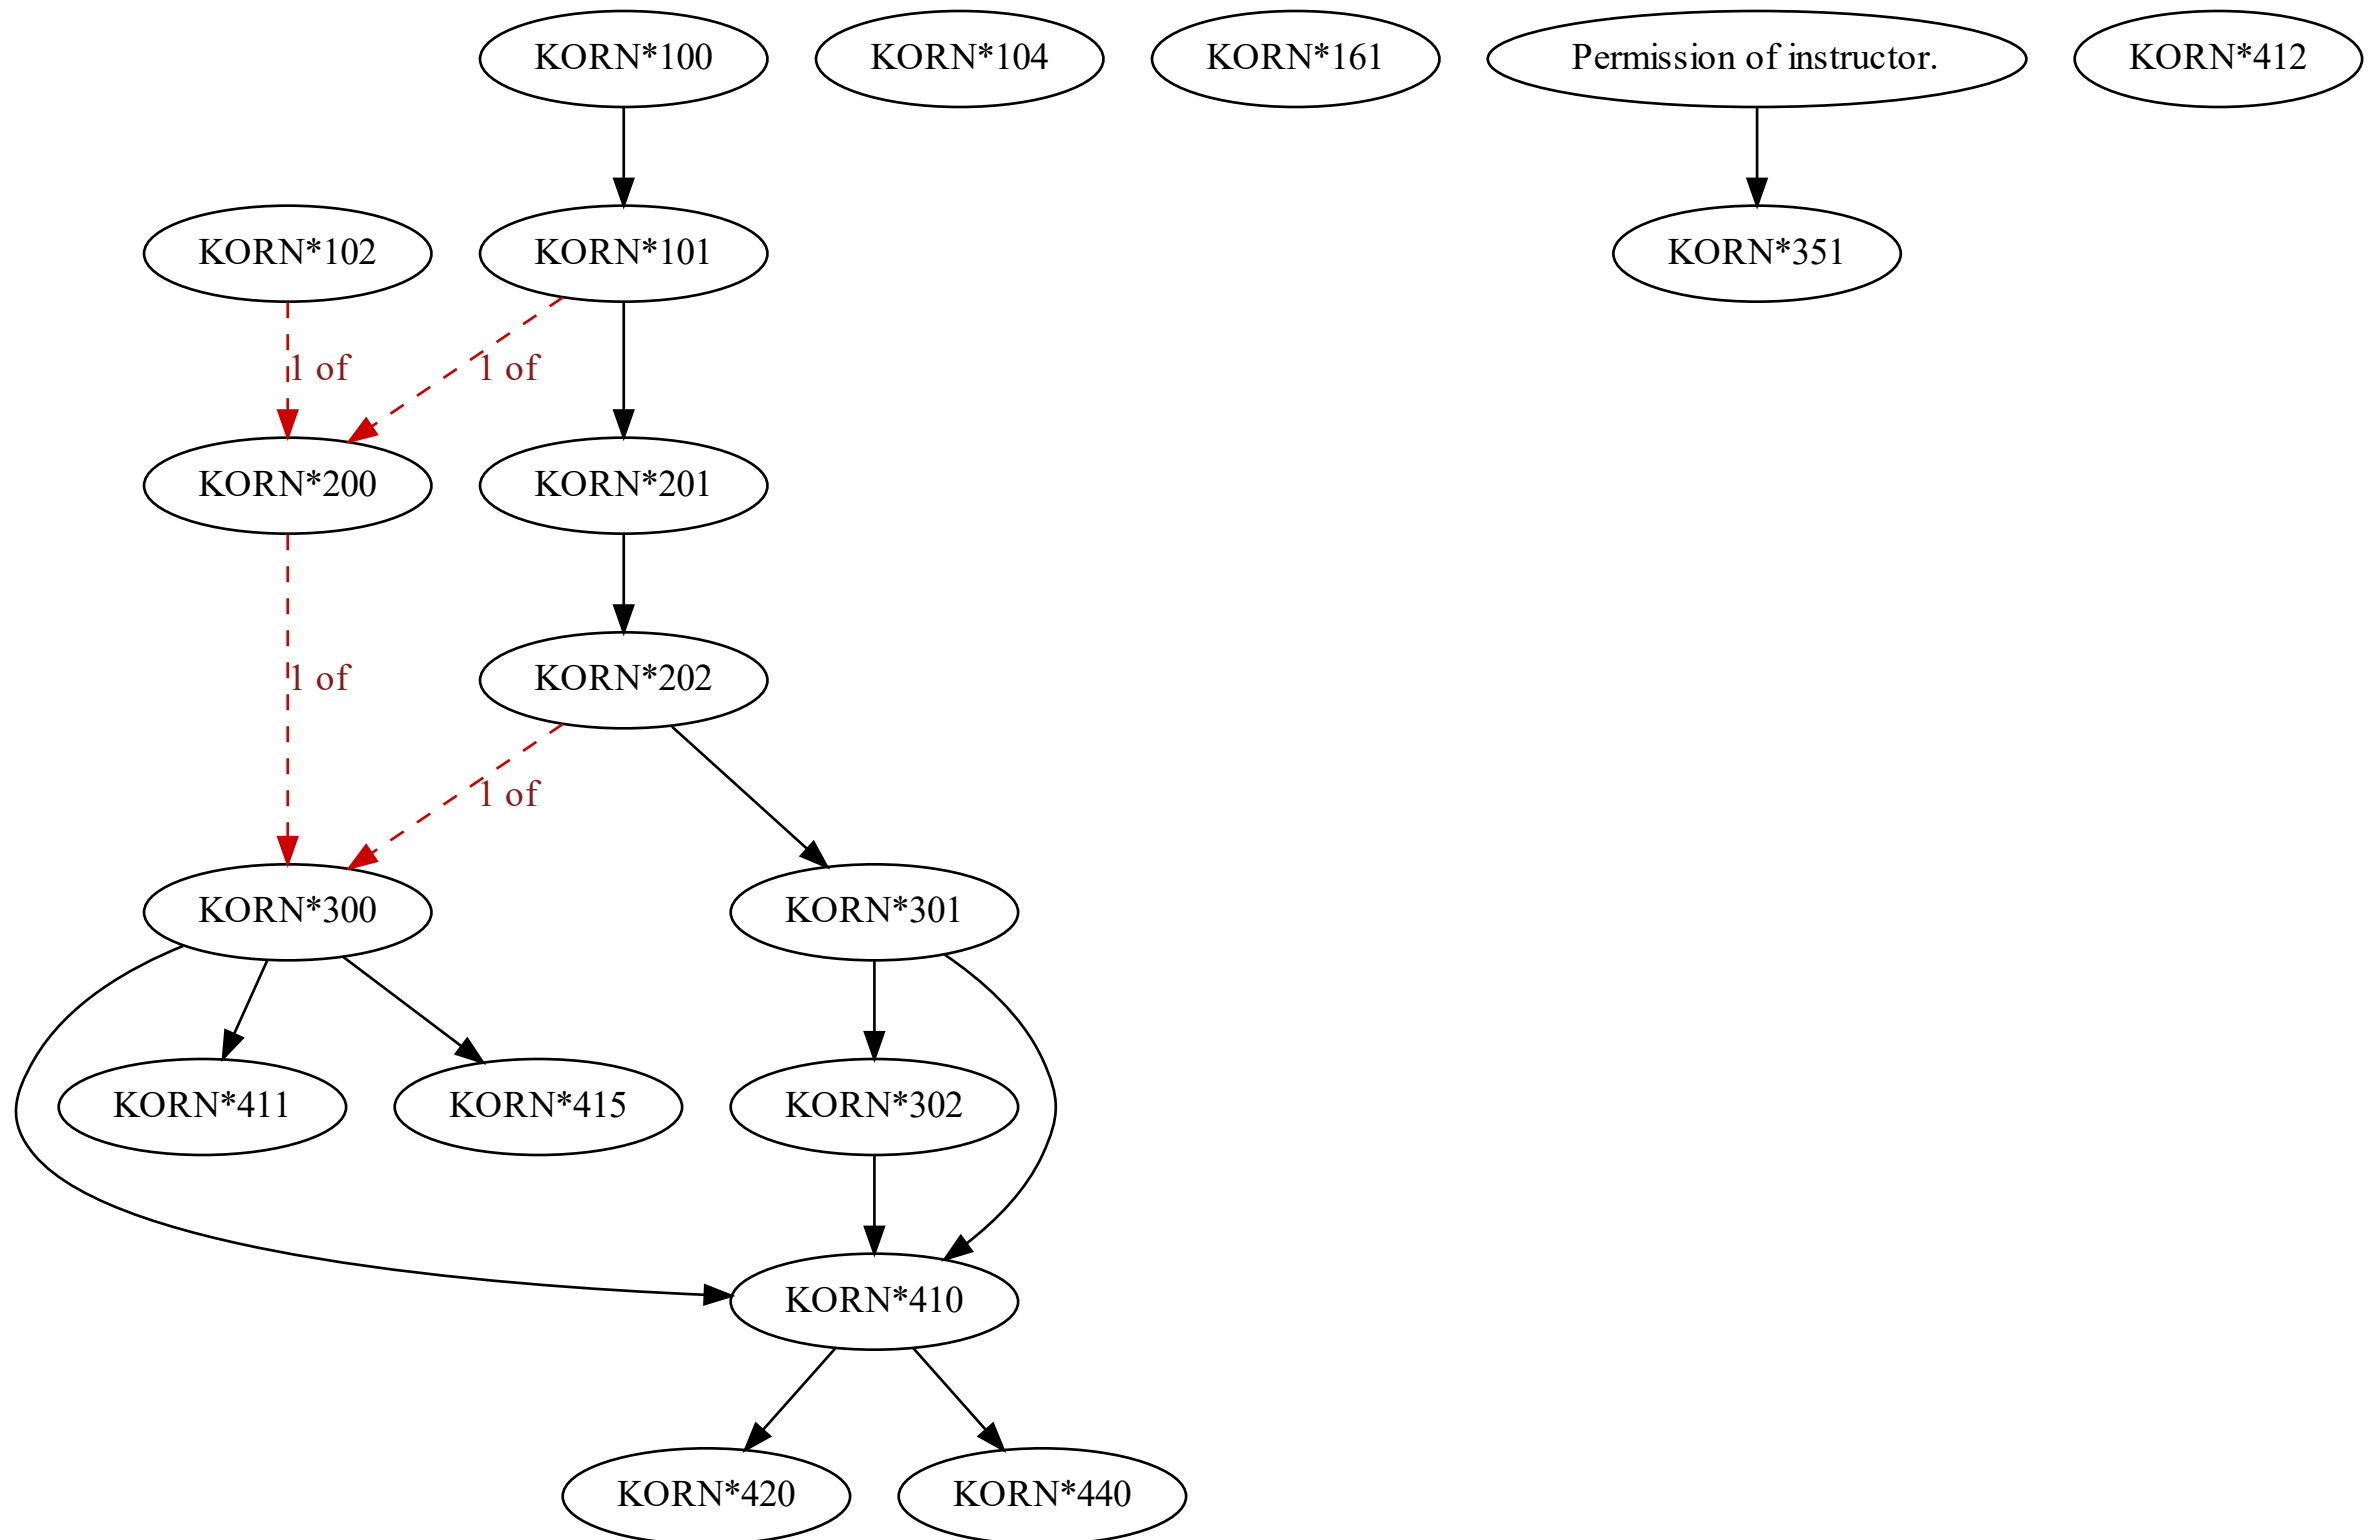 KORN*100
KORN*104
KORN*161
Permission of instructor.
KORN*412
KORN*102
KORN*101
KORN*351
1 of
1 of
KORN*200
KORN*201
1 of
KORN*202
1 of
KORN*300
KORN*301
KORN*411
KORN*415
KORN*302
KORN*410
KORN*420
KORN*440